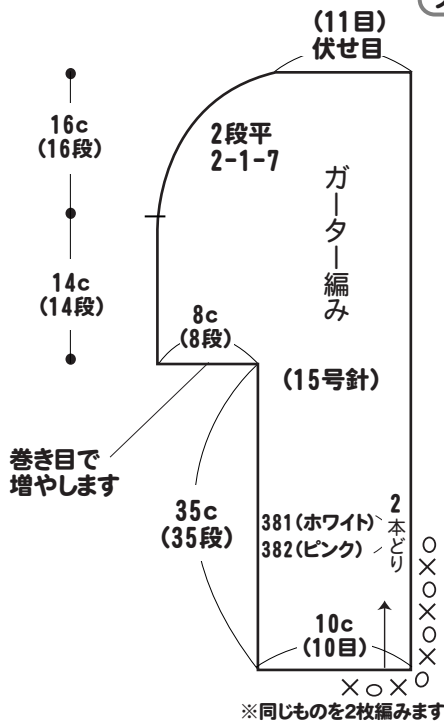 (11目)
伏せ目
16c
(16段)
2段平
2-1-7
ガーター編み
14c
(14段)
8c
(8段)
(15号針)
巻き目で
増やします
35c
(35段)
2本どり
381(ホワイト)
382(ピンク)
10c
(10目)
※同じものを2枚編みます